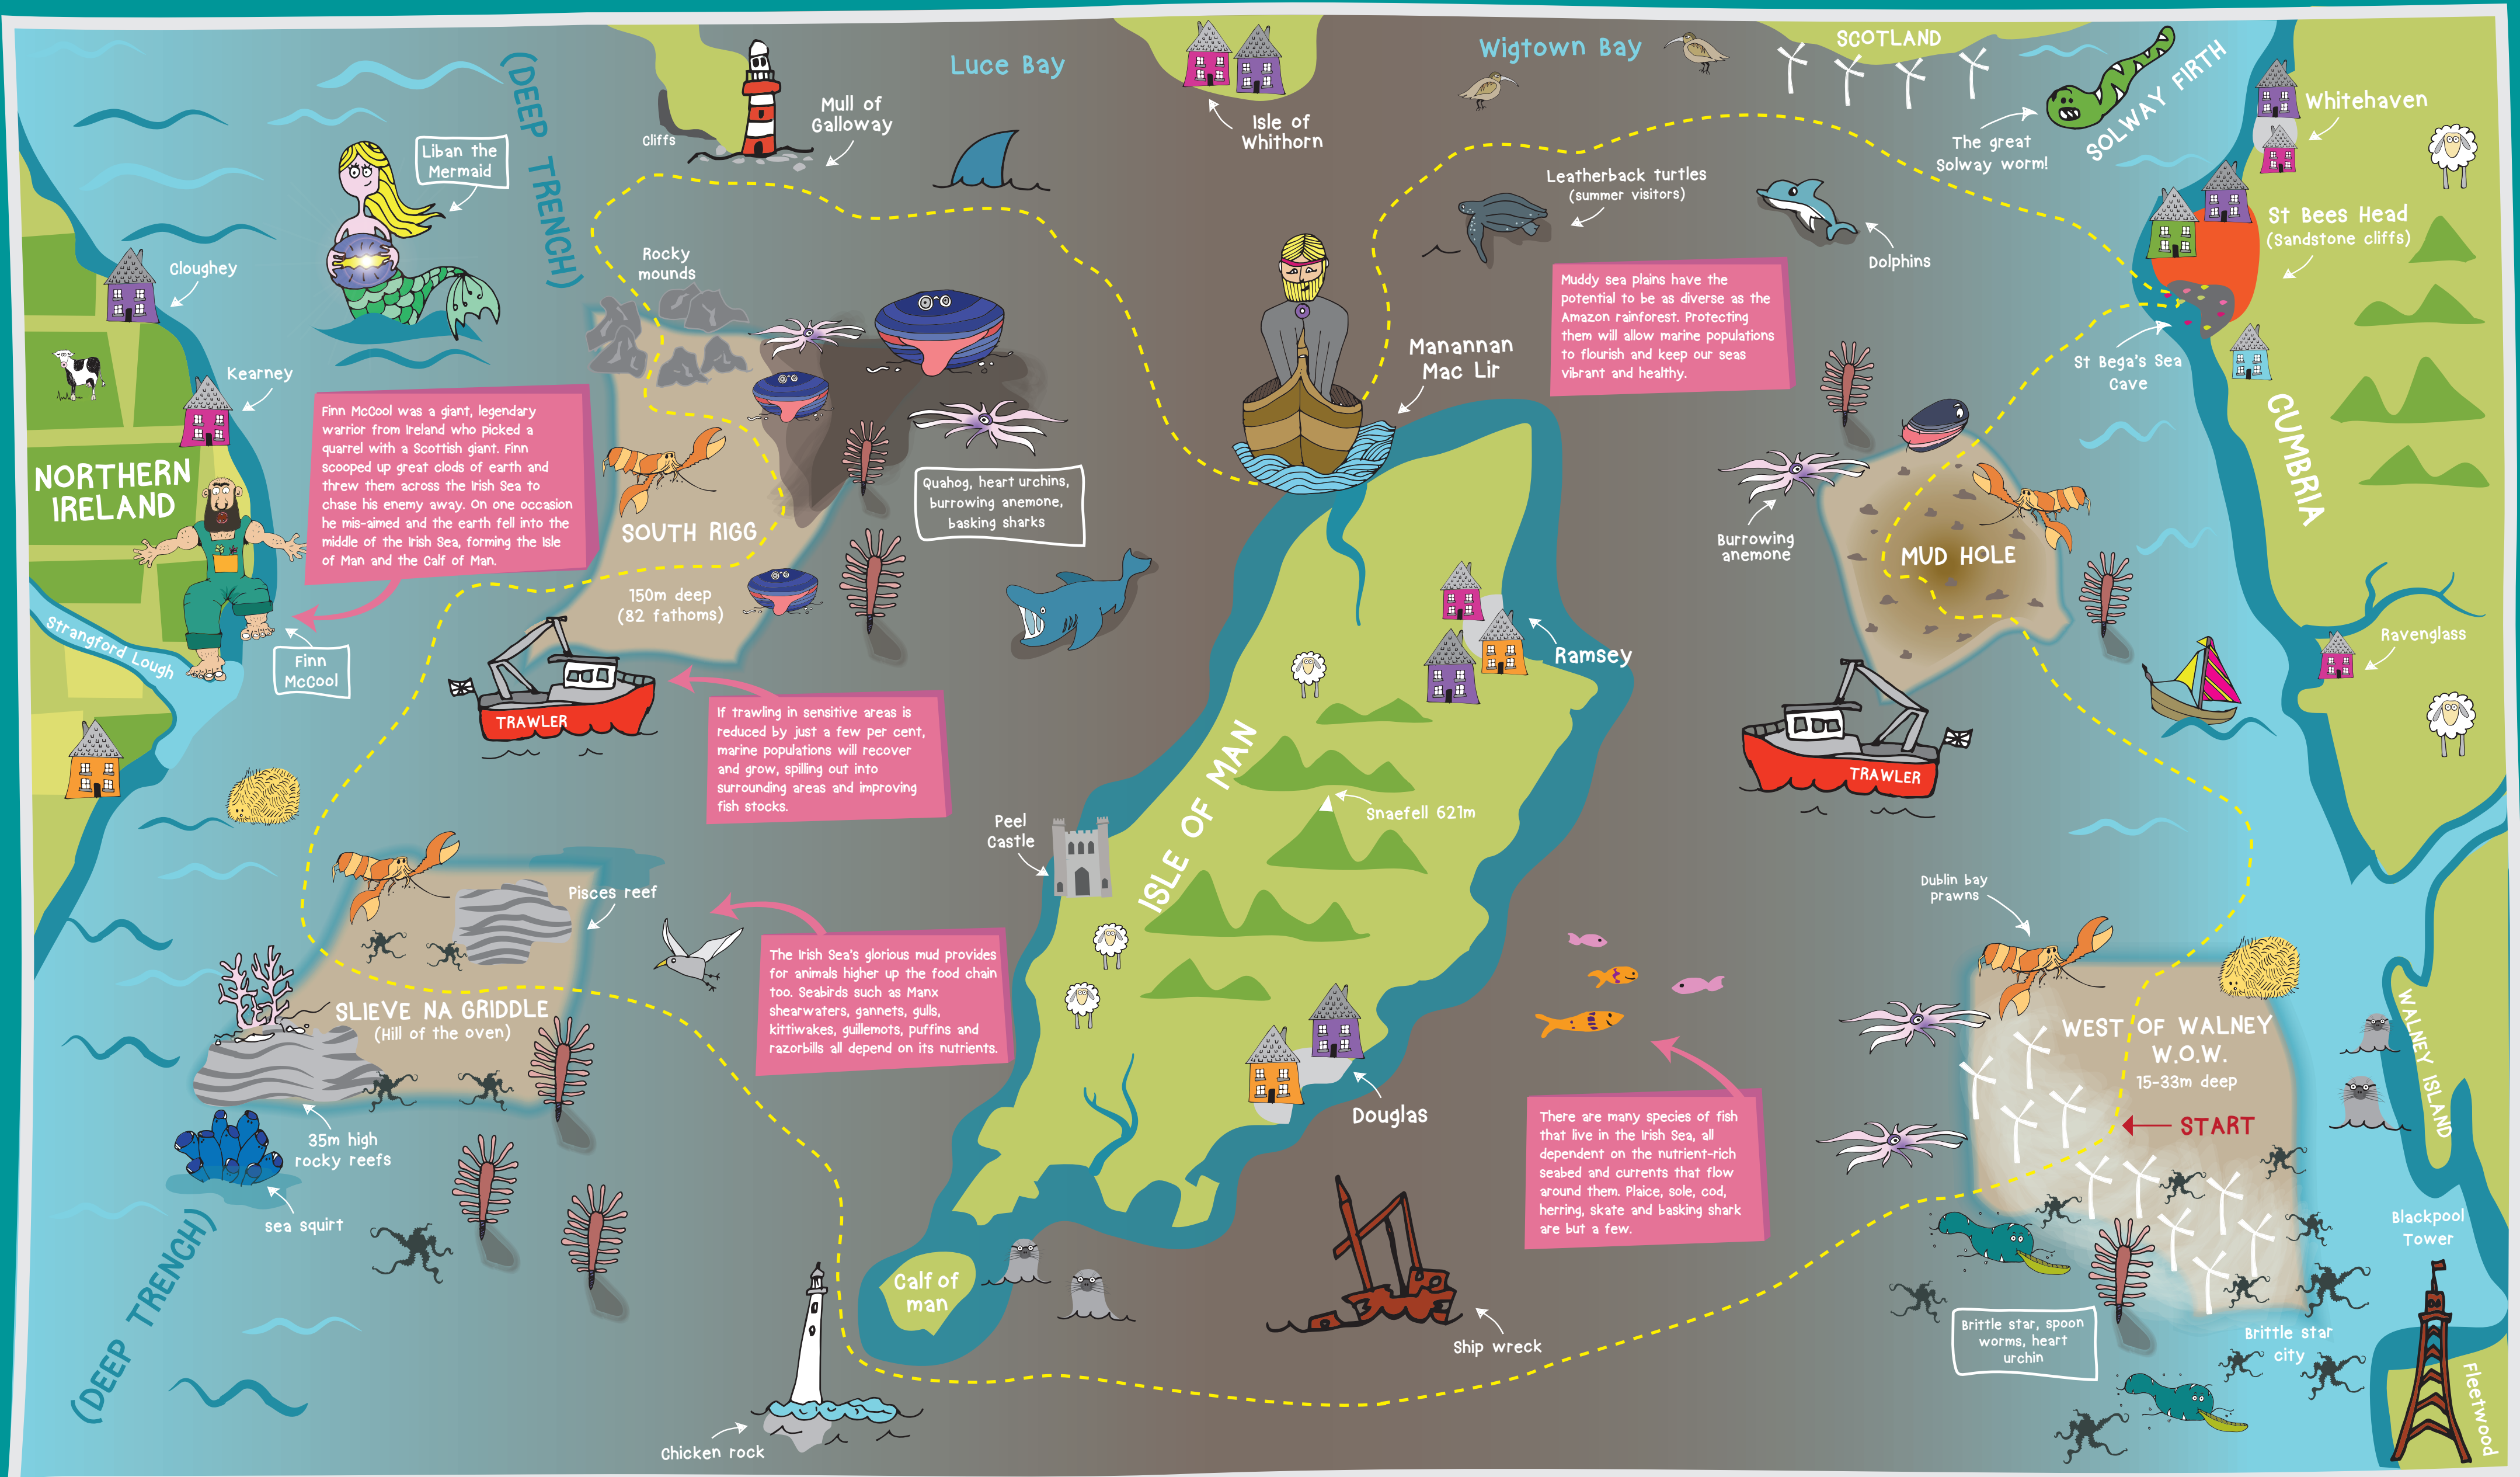 (DEEP TRENCH)
Luce Bay
Wigtown Bay
SCOTLAND
SOLWAY FIRTH
Whitehaven
Mull of
Galloway
Cliffs
Isle of
Whithorn
The great
Solway worm!
Liban the
Mermaid
Leatherback turtles
(summer visitors)
Dolphins
St Bees Head
(Sandstone cliffs)
Cloughey
Rocky
mounds
Muddy sea plains have the
potential to be as diverse as the
Amazon rainforest. Protecting
them will allow marine populations
to flourish and keep our seas
vibrant and healthy.
Manannan
Mac Lir
St Bega's Sea
Cave
Kearney
CUMBRIA
Finn McCool was a giant, legendary
warrior from Ireland who picked a
quarrel with a Scottish giant. Finn
scooped up great clods of earth and
threw them across the Irish Sea to
chase his enemy away. On one occasion
he mis-aimed and the earth fell into the
middle of the Irish Sea, forming the Isle
of Man and the Calf of Man.
NORTHERN
IRELAND
Quahog, heart urchins,
burrowing anemone,
basking sharks
SOUTH RIGG
150m deep
(82 fathoms)
Burrowing
anemone
MUD HOLE
Strangford Lough
Finn
McCool
Ramsey
Ravenglass
TRAWLER
If trawling in sensitive areas is
reduced by just a few per cent,
marine populations will recover
and grow, spilling out into
surrounding areas and improving
fish stocks.
TRAWLER
ISLE OF MAN
Snaefell 621m
Peel
Castle
Pisces reef
Dublin bay
prawns
The Irish Sea's glorious mud provides
for animals higher up the food chain
too. Seabirds such as Manx
shearwaters, gannets, gulls,
kittiwakes, guillemots, puffins and
razorbills all depend on its nutrients.
SLIEVE NA GRIDDLE
(Hill of the oven)
WEST OF WALNEY
W.O.W.
15-33m deep
START
WALNEY ISLAND
Douglas
There are many species of fish
that live in the Irish Sea, all
dependent on the nutrient-rich
seabed and currents that flow
around them. Plaice, sole, cod,
herring, skate and basking shark
are but a few.
35m high
rocky reefs
sea squirt
(DEEP TRENCH)
Calf of
man
Blackpool
Tower
Ship wreck
Brittle star, spoon
worms, heart
urchin
Brittle star
city
Fleetwood
Chicken rock